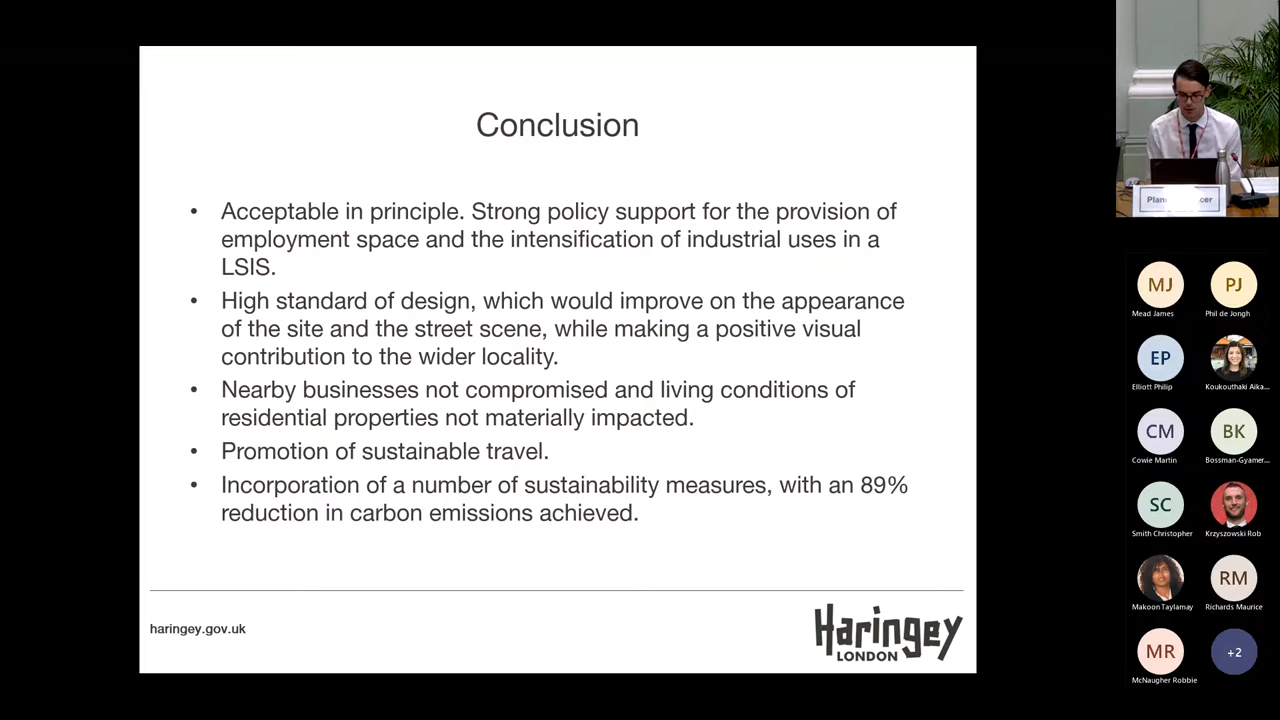 Conclusion
• Acceptable in principle. Strong policy support for the provision of
employment space and the intensification of industrial uses in a
LSIS.
• High standard of design, which would improve on the appearance
of the site and the street scene, while making a positive visual
contribution to the wider locality.
• Nearby businesses not compromised and living conditions of
residential properties not materially impacted.
• Promotion of sustainable travel.
• Incorporation of a number of sustainability measures, with an 89%
reduction in carbon emissions achieved.
haringey.gov.uk
Haringey
LONDON
MJ
Mead James
PJ
Phil de Jongh
EP
Elliott Philip
Koukouthaki Aika...
CM
Cowie Martin
BK
Bossman-Gyamer...
SC
Smith Christopher
Krzyszowski Rob
Makoon Taylamay
RM
Richards Maurice
MR
McNaugher Robbie
+2